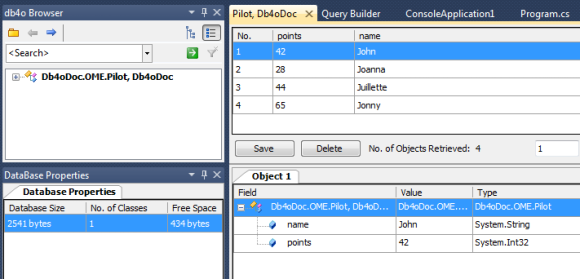 db4o Browser
<Search>
Db4oDoc.OME.Pilot, Db4oDoc
DataBase Properties
Database Properties
Database Size No. of Classes Free Space
2541 bytes 1 434 bytes
Pilot, Db4oDoc Query Builder ConsoleApplication1 Program.cs
No. points name
1 42 John
2 28 Joanna
3 44 Juillette
4 65 Jonny
Save Delete No. of Objects Retrieved: 4 1
Object 1
Field Value Type
Db4oDoc.OME.Pilot, Db4oD... Db4oDoc.OME.... Db4oDoc.OME.Pilot
name John System.String
points 42 System.Int32